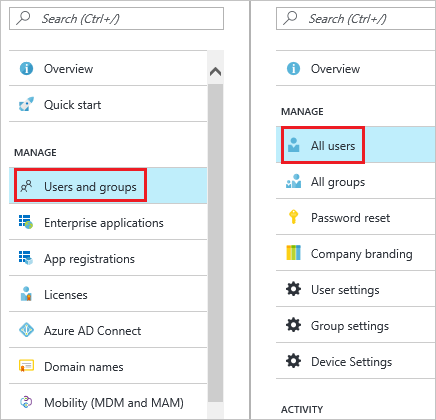 Search (Ctrl+/)
Overview
Quick start
MANAGE
Users and groups
Enterprise applications
App registrations
Licenses
Azure AD Connect
Domain names
Mobility (MDM and MAM)
Search (Ctrl+/)
Overview
MANAGE
All users
All groups
Password reset
Company branding
User settings
Group settings
Device Settings
ACTIVITY